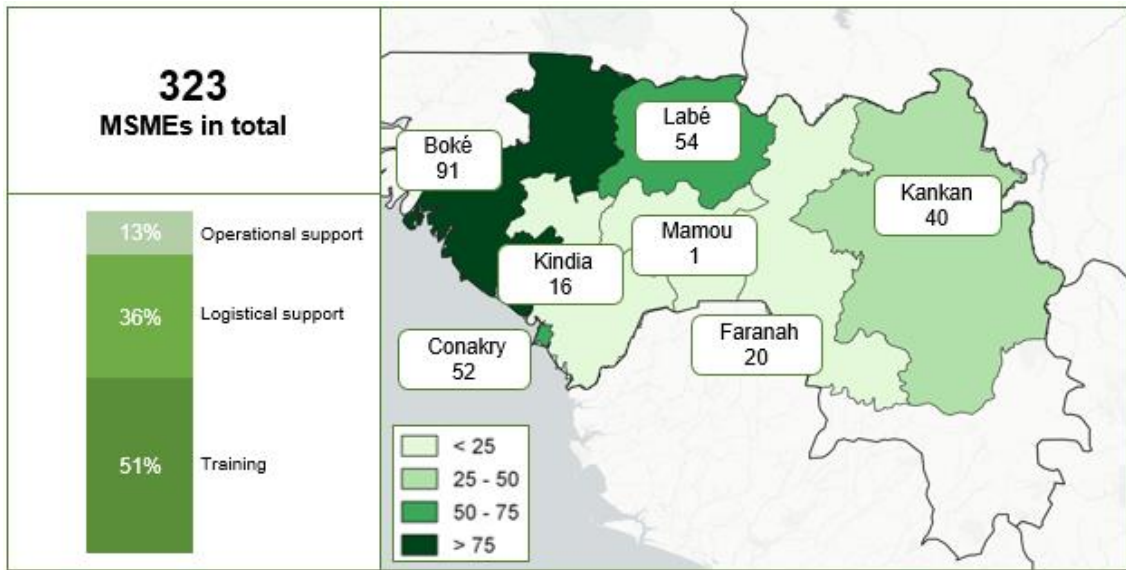 323
MSMEs in total
13%
Operational support
36%
Logistical support
51%
Training
Boké
91
Labé
54
Kankan
40
Mamou
1
Kindia
16
Faranah
20
Conakry
52
< 25
25 - 50
50 - 75
> 75